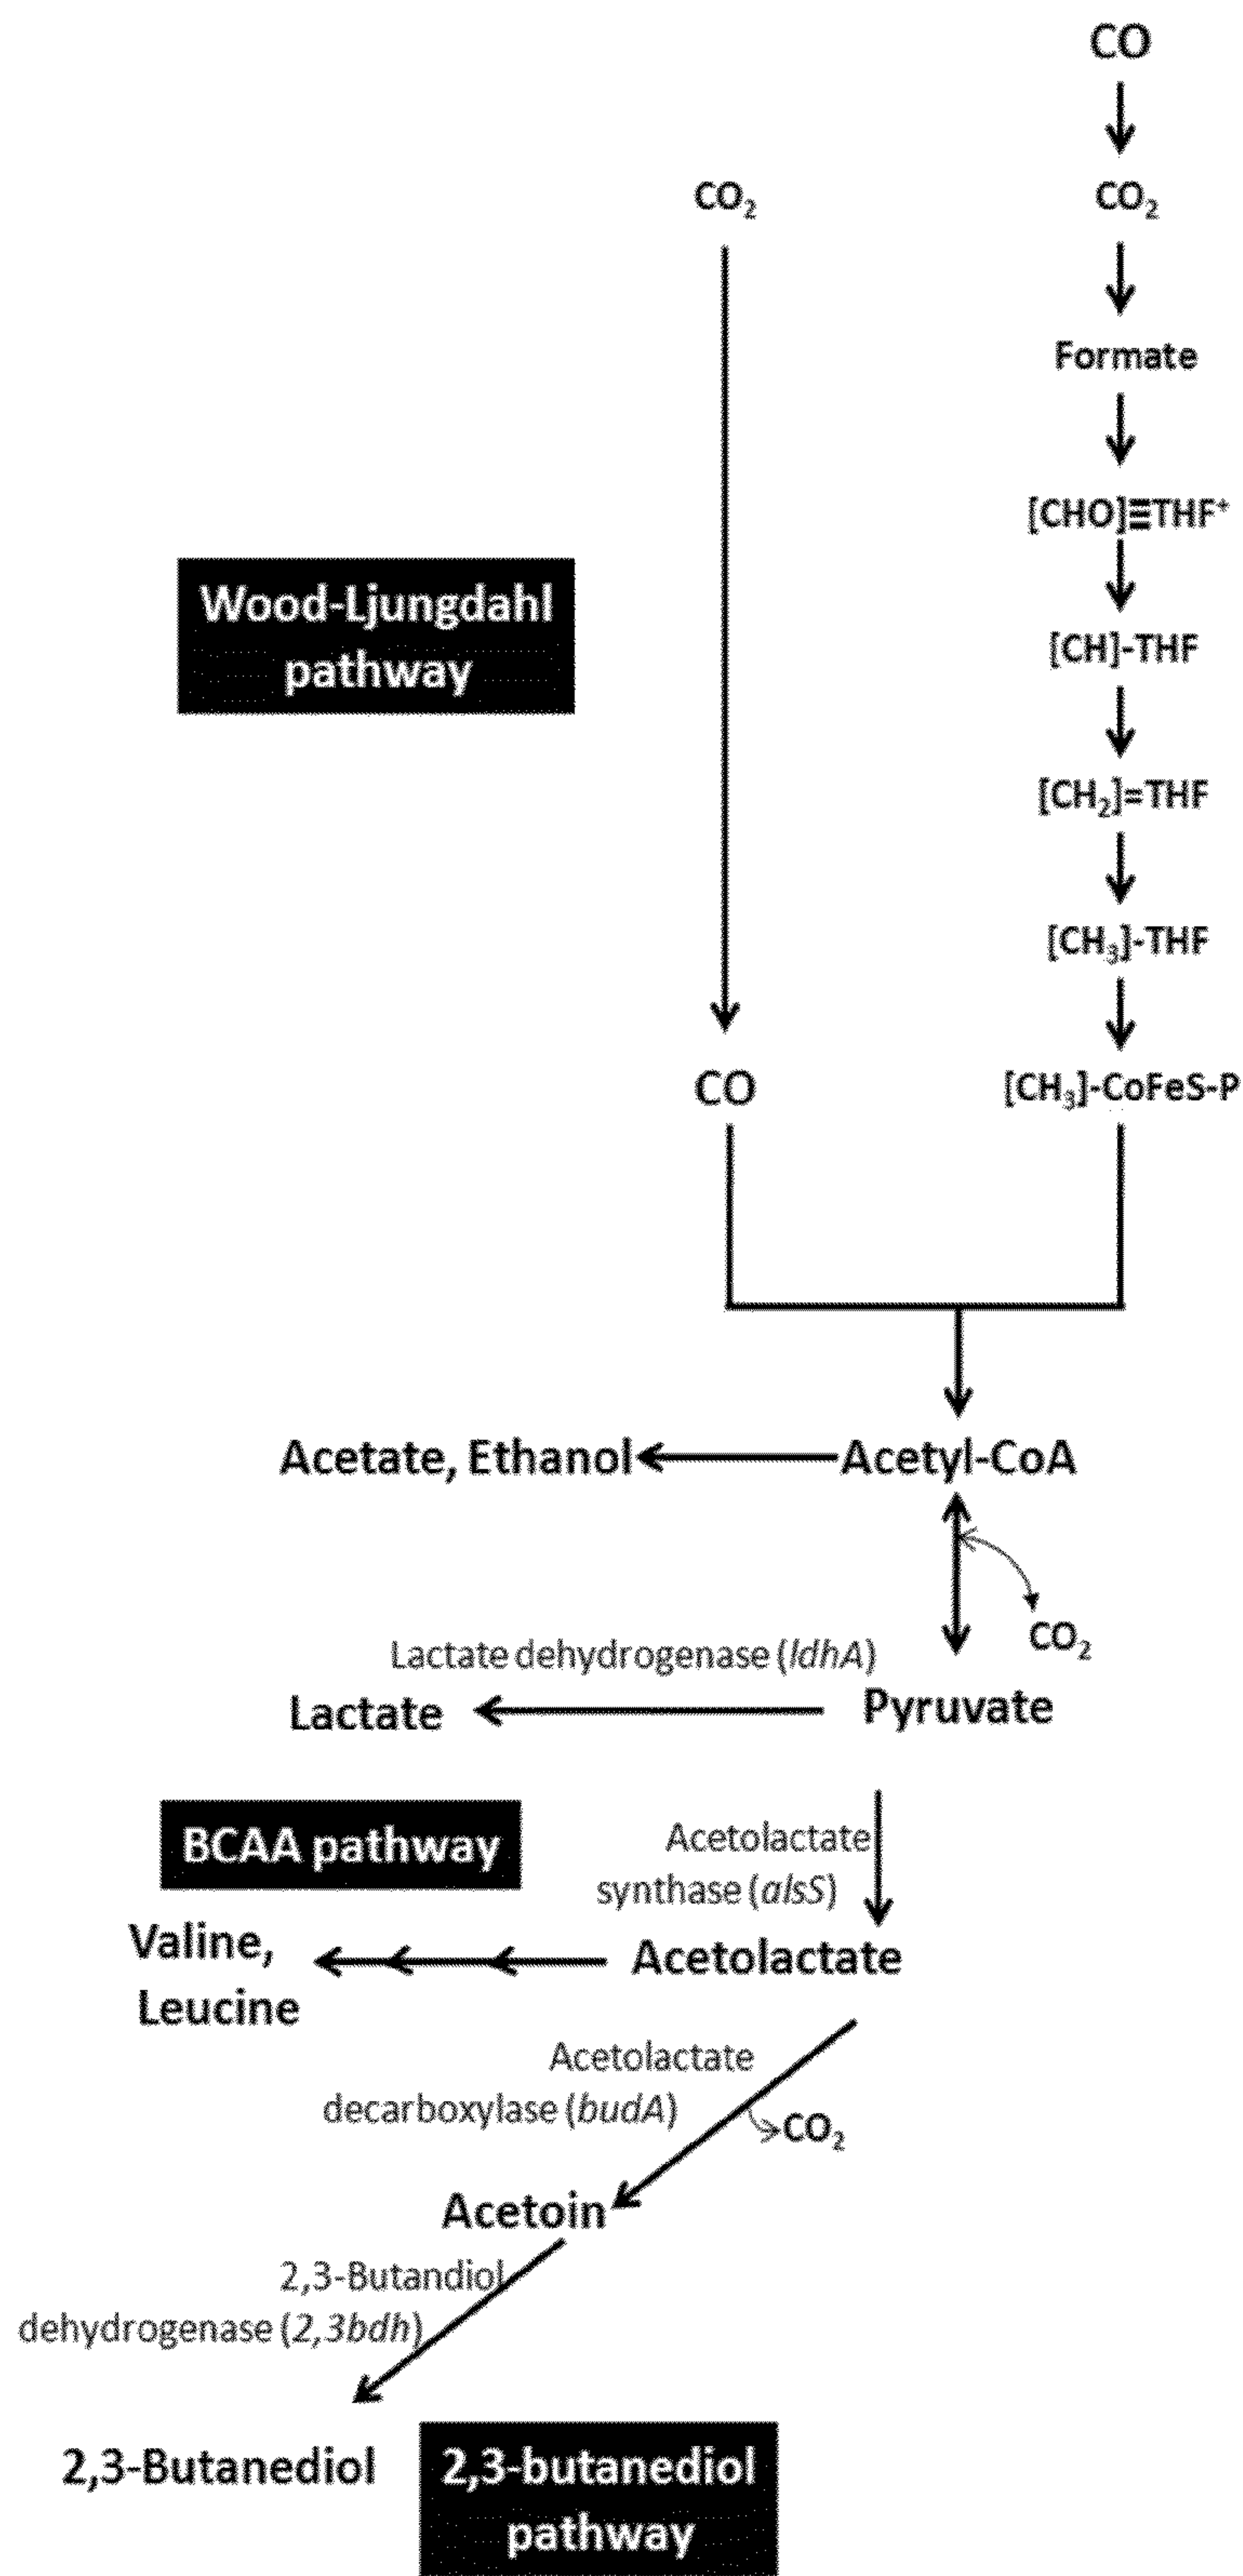 CO
CO₂
CO₂
Formate
[CHO]≡THF⁺
Wood-Ljungdahl
pathway
[CH]-THF
[CH₂]=THF
[CH₃]-THF
CO
[CH₃]-CoFeS-P
Acetate, Ethanol
Acetyl-CoA
CO₂
Lactate dehydrogenase (ldhA)
Lactate
Pyruvate
BCAA pathway
Acetolactate
synthase (alsS)
Valine,
Leucine
Acetolactate
Acetolactate
decarboxylase (budA)
CO₂
Acetoin
2,3-Butandiol
dehydrogenase (2,3bdh)
2,3-Butanediol
2,3-butanediol
pathway